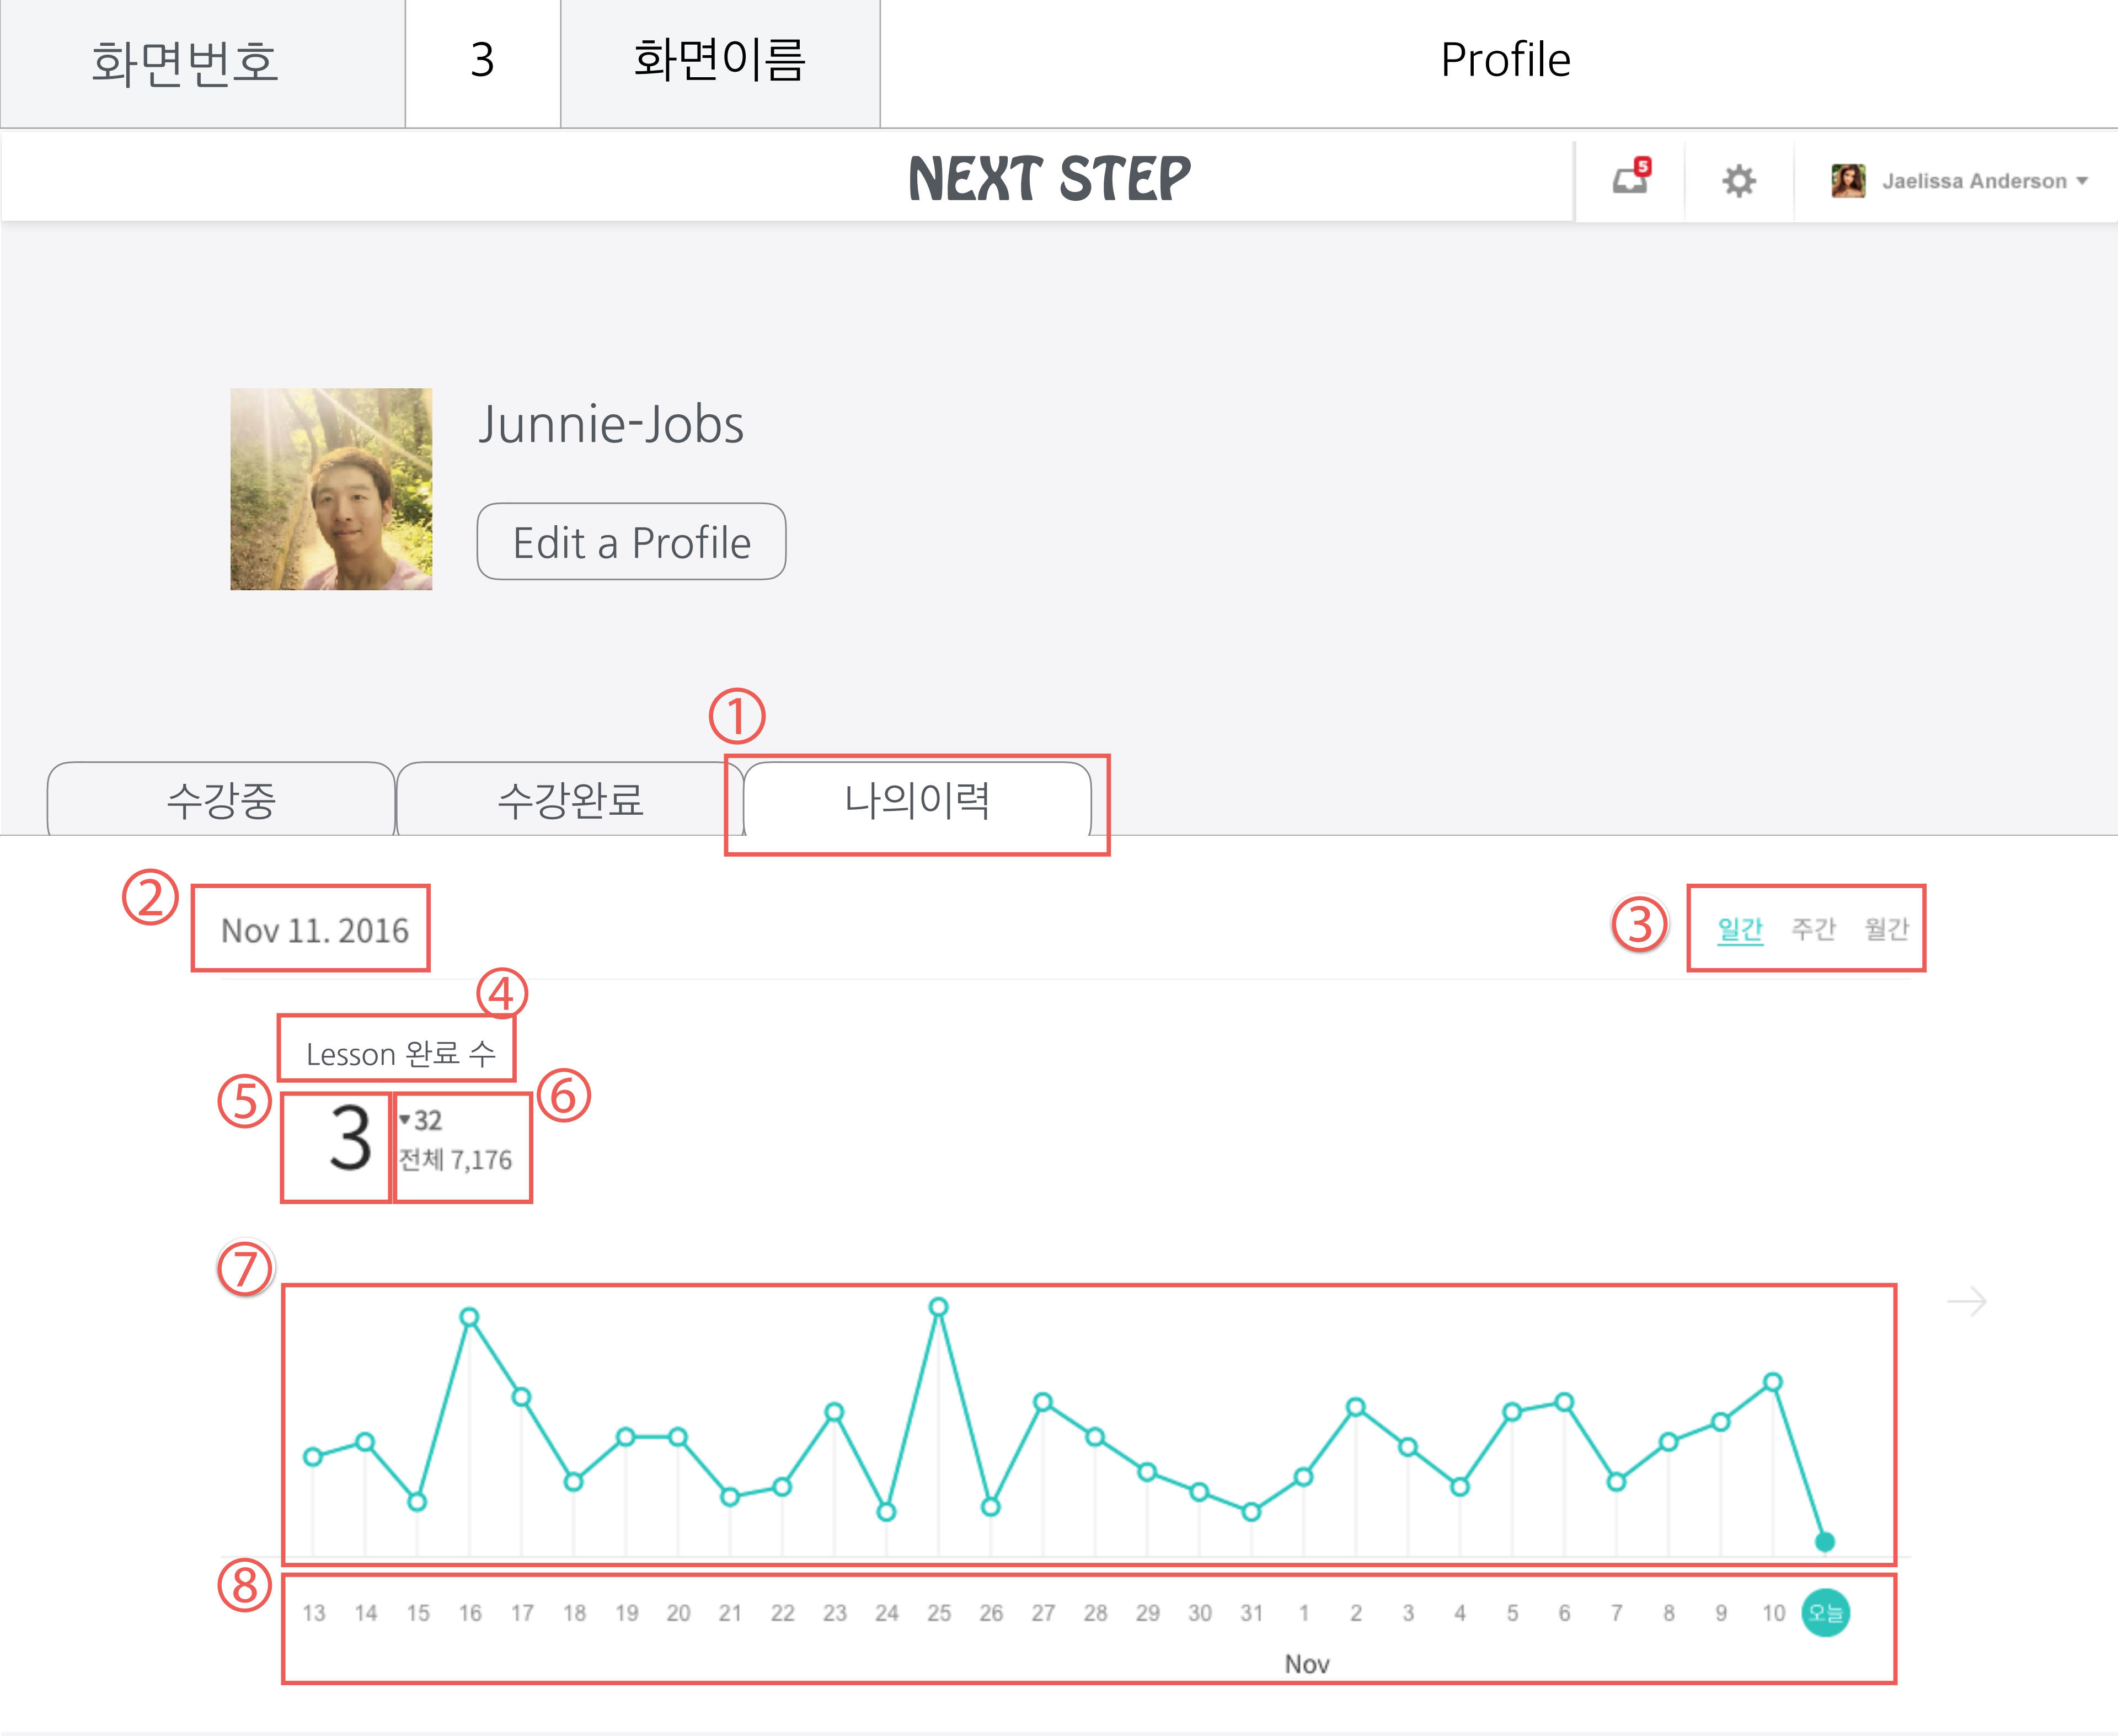 화면번호 3 화면이름 Profile
NEXT STEP
5
Jaelissa Anderson
Junnie-Jobs
Edit a Profile
①
수강중 수강완료 나의이력
②
Nov 11. 2016
③
일간 주간 월간
④
Lesson 완료 수
⑤
3
⑥
▼32
전체 7,176
⑦
⑧
13 14 15 16 17 18 19 20 21 22 23 24 25 26 27 28 29 30 31 1 2 3 4 5 6 7 8 9 10 오늘
Nov